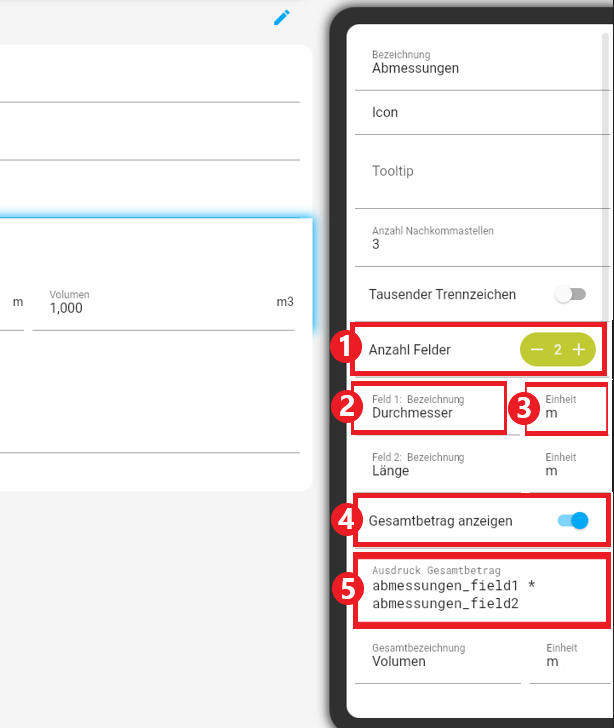 m
Volumen
1,000
m3
Bezeichnung
Abmessungen
Icon
Tooltip
Anzahl Nachkommastellen
3
Tausender Trennzeichen
1
Anzahl Felder
− 2 +
2
Feld 1: Bezeichnung
Durchmesser
3
Einheit
m
Feld 2: Bezeichnung
Länge
Einheit
m
4
Gesamtbetrag anzeigen
5
Ausdruck Gesamtbetrag
abmessungen_field1 *
abmessungen_field2
Gesamtbezeichnung
Volumen
Einheit
m